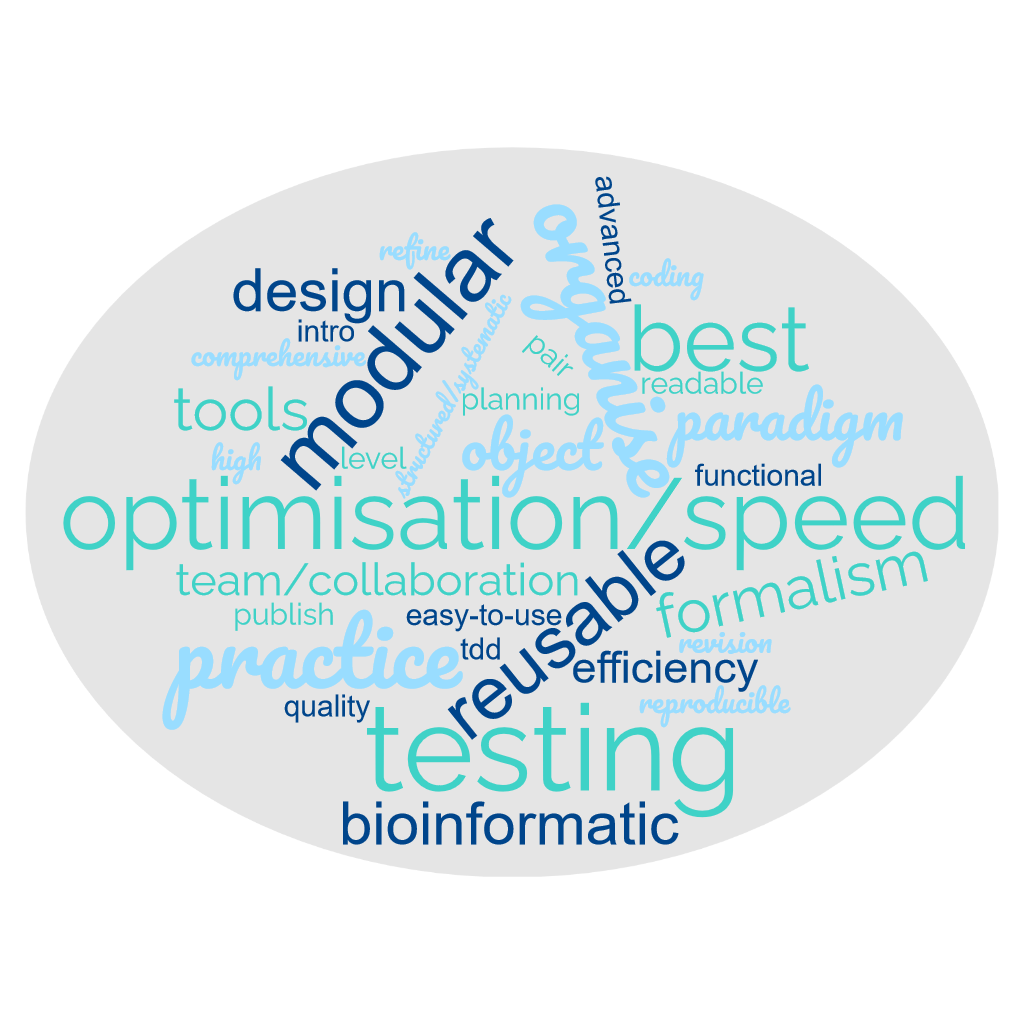 advanced
organise
refine
modular
coding
design
intro
best
structured/systematic
comprehensive
pair
readable
tools
planning
paradigm
object
high
level
functional
optimisation/speed
team/collaboration
reusable
formalism
publish
easy-to-use
practice
tdd
revision
efficiency
quality
reproducible
testing
bioinformatic